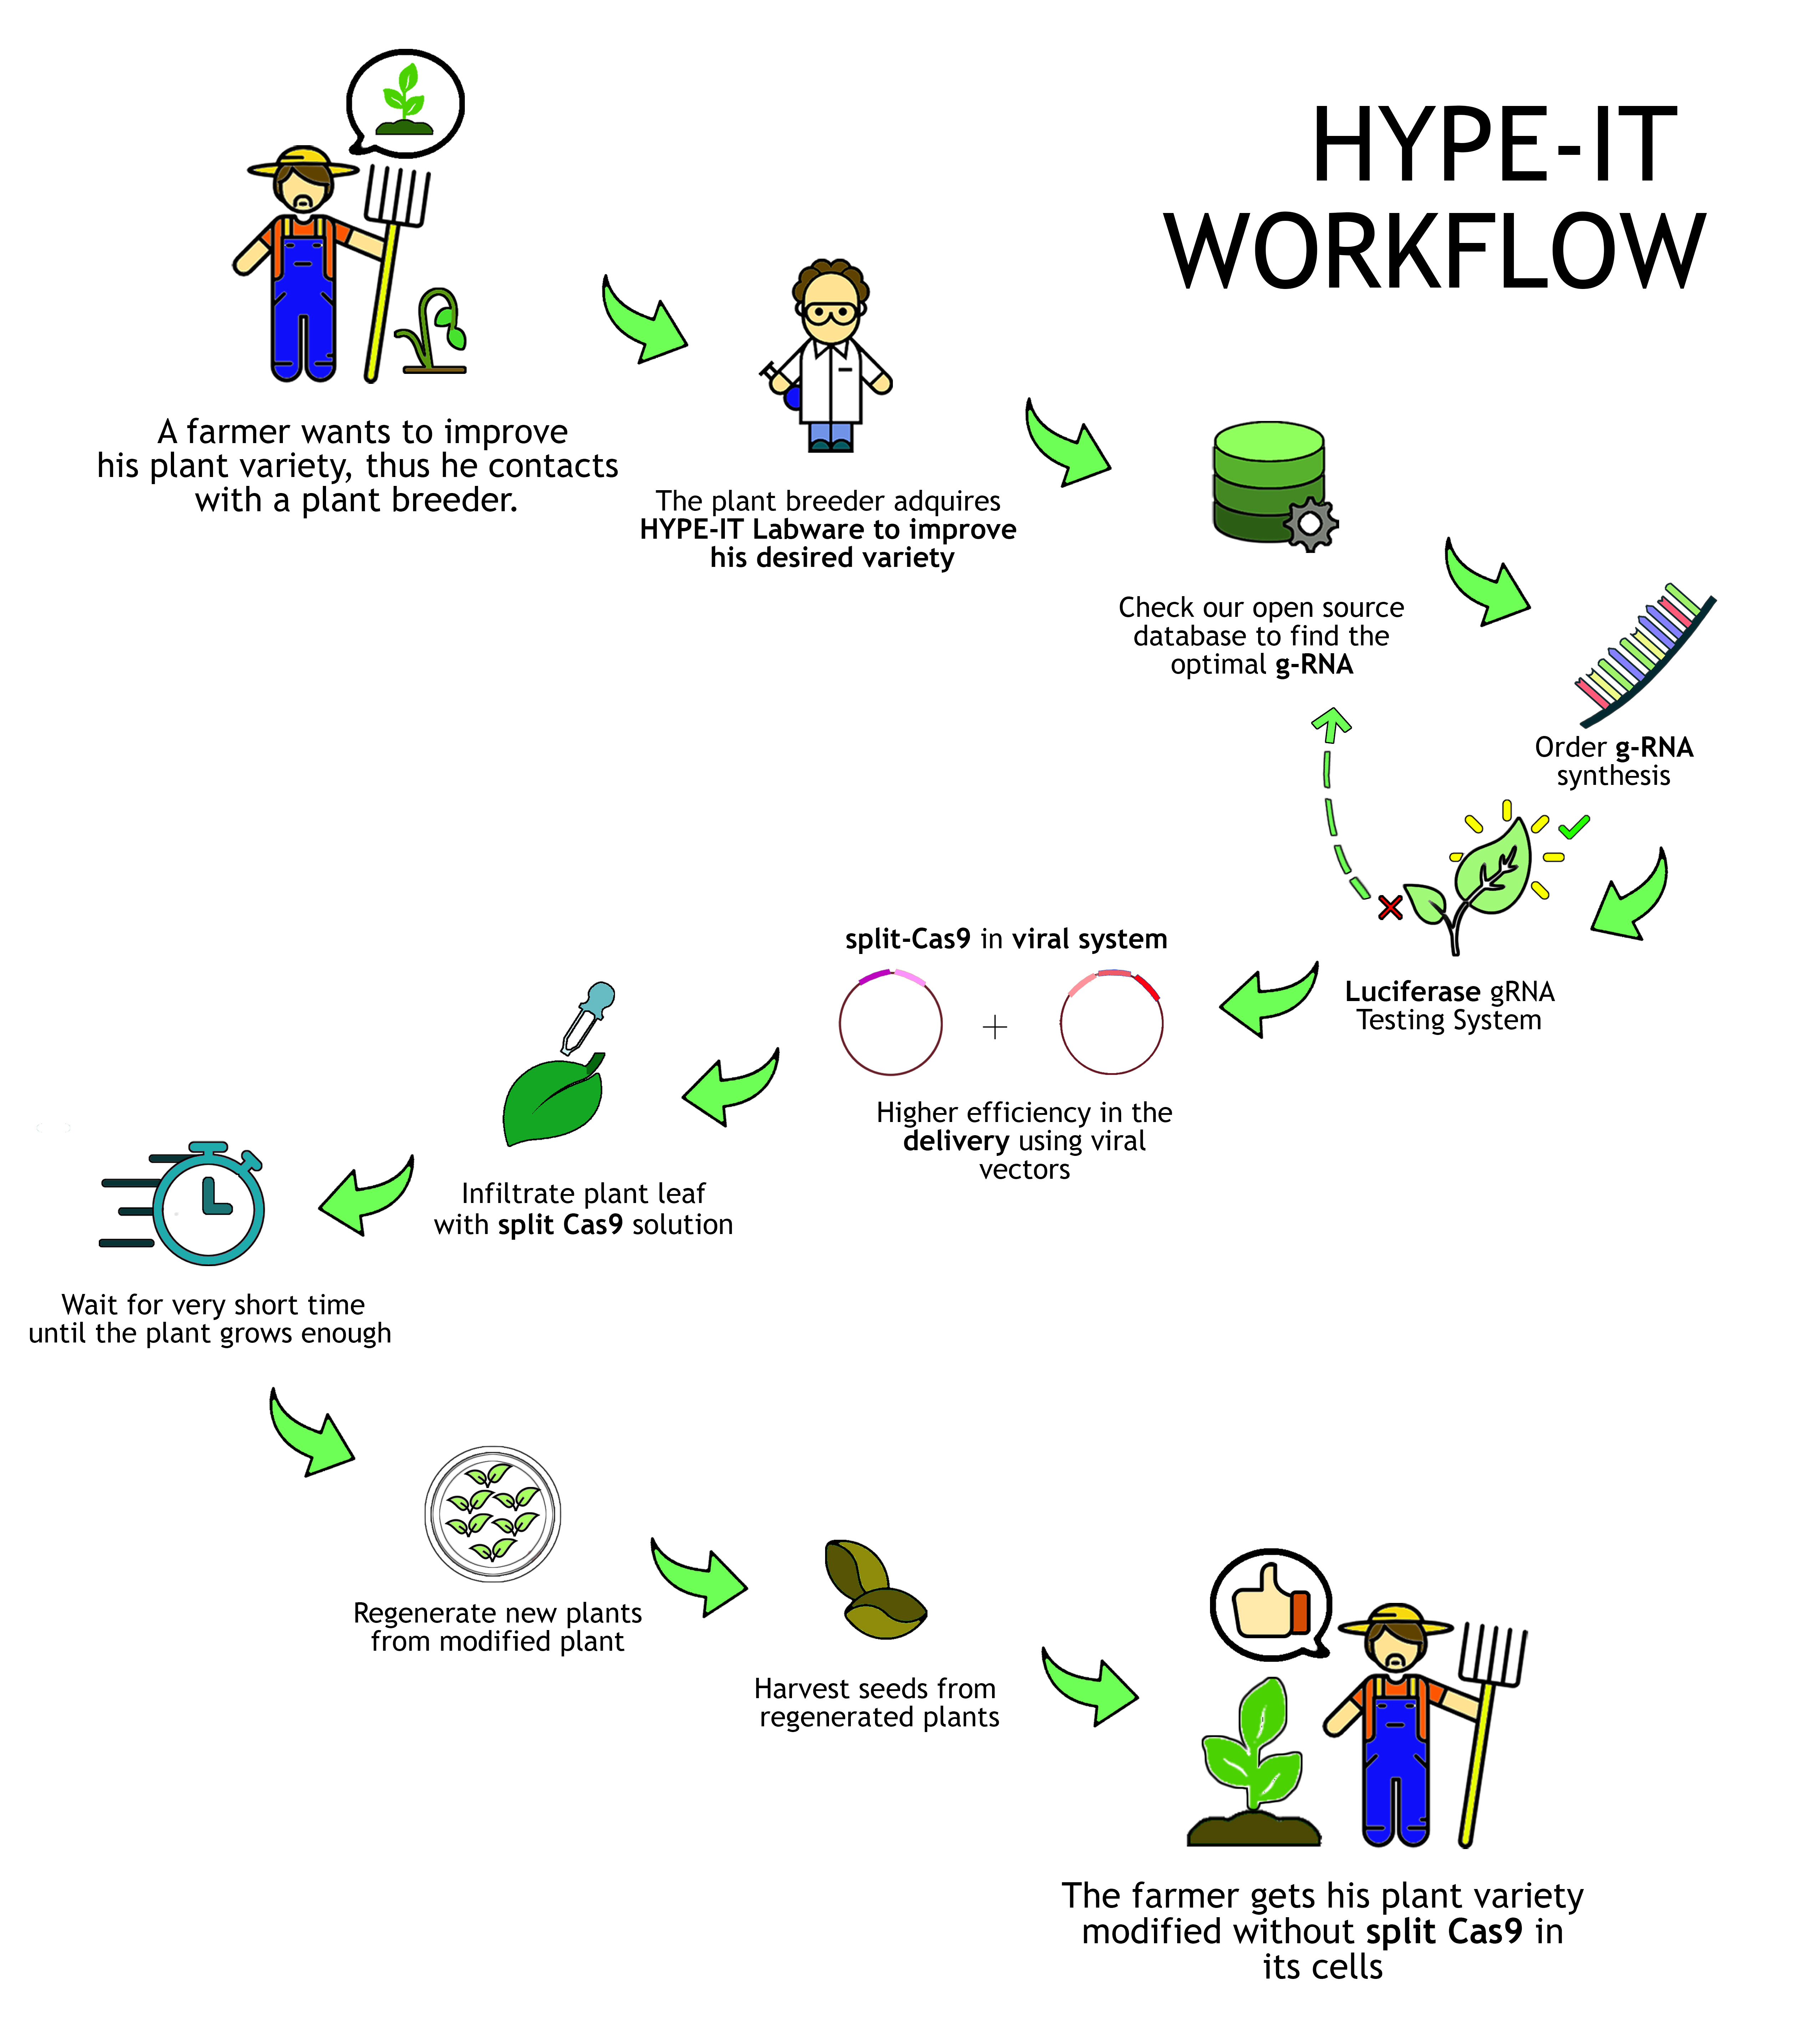 HYPE-IT
WORKFLOW
A farmer wants to improve
his plant variety, thus he contacts
with a plant breeder.
The plant breeder adquires
HYPE-IT Labware to improve
his desired variety
Check our open source
database to find the
optimal g-RNA
Order g-RNA
synthesis
Luciferase gRNA
Testing System
split-Cas9 in viral system
+
Higher efficiency in the
delivery using viral
vectors
Infiltrate plant leaf
with split Cas9 solution
Wait for very short time
until the plant grows enough
Regenerate new plants
from modified plant
Harvest seeds from
regenerated plants
The farmer gets his plant variety
modified without split Cas9 in
its cells